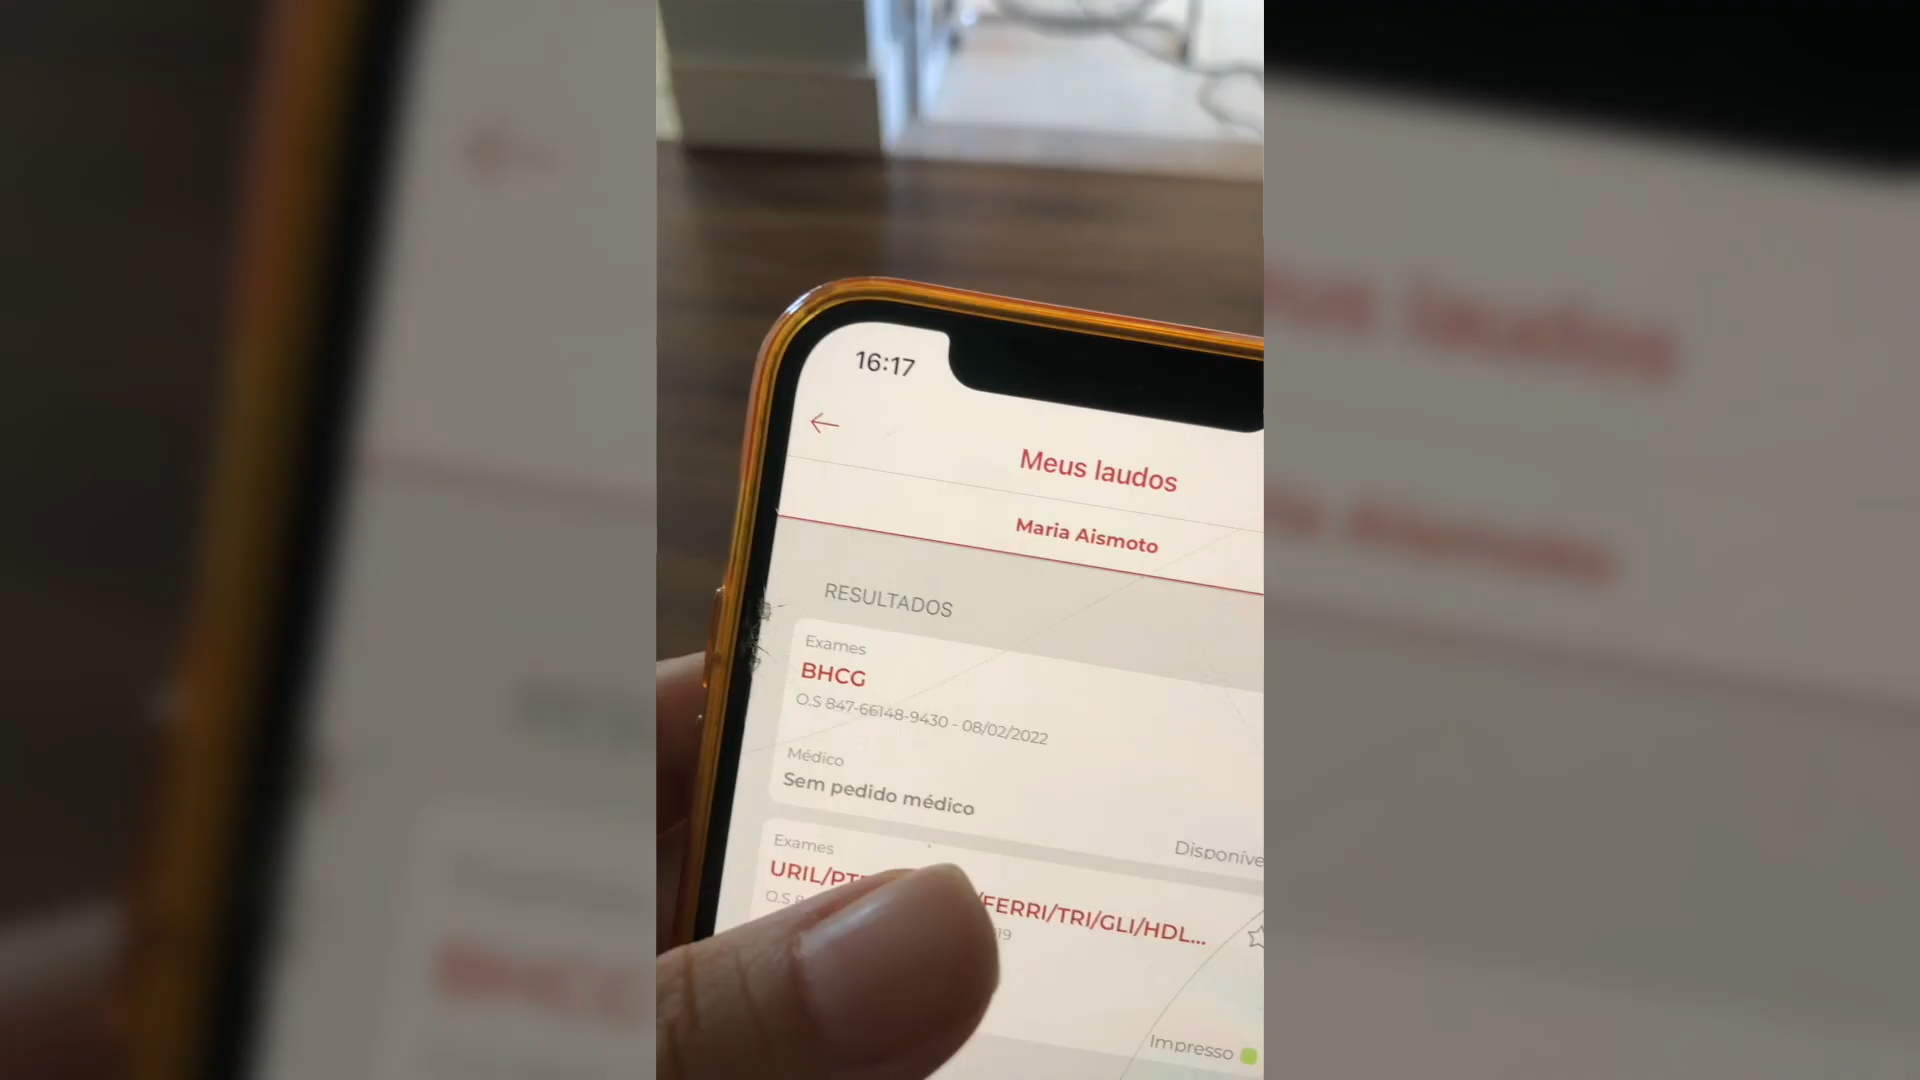 16:17
Meus laudos
Maria Aismoto
RESULTADOS
Exames
BHCG
O.S 847-66148-9430 - 08/02/2022
Médico
Sem pedido médico
Disponíve
Exames
URIL/PT /FERRI/TRI/GLI/HDL...
O.S 19
Impresso